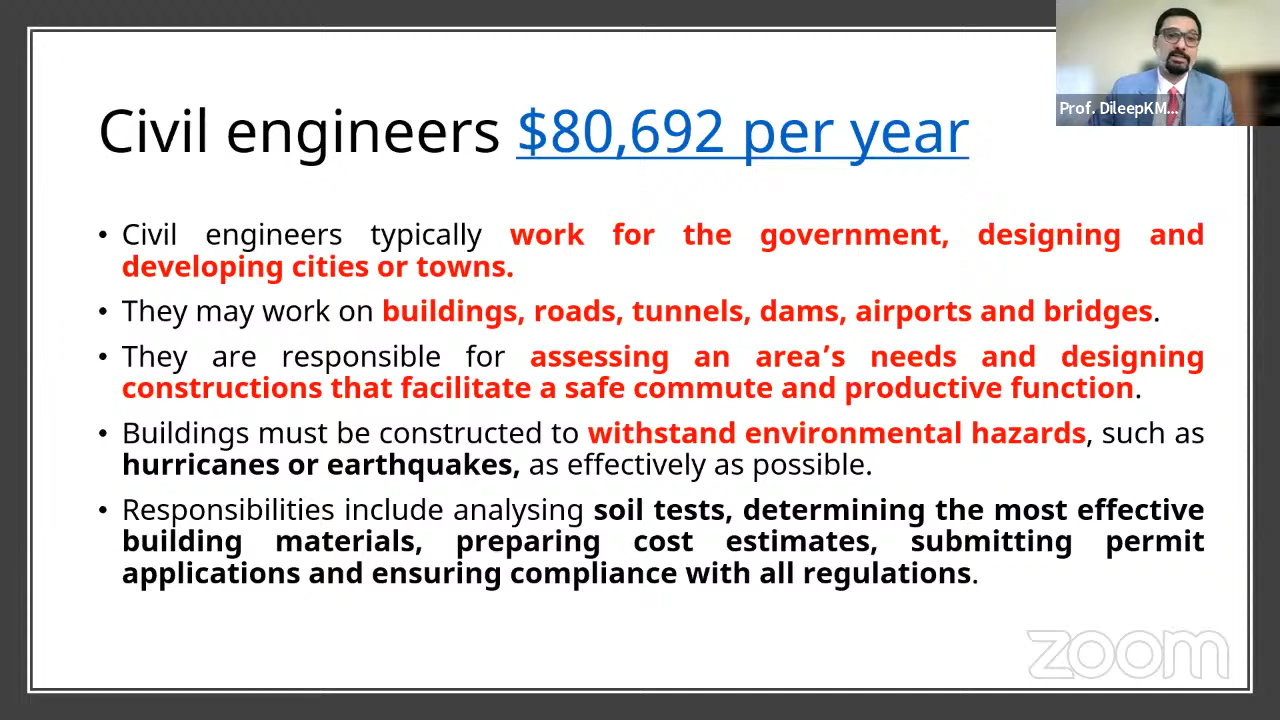 Civil engineers $80,692 per year
Prof. DileepKM...
• Civil engineers typically work for the government, designing and
developing cities or towns.
• They may work on buildings, roads, tunnels, dams, airports and bridges.
• They are responsible for assessing an area’s needs and designing
constructions that facilitate a safe commute and productive function.
• Buildings must be constructed to withstand environmental hazards, such as
hurricanes or earthquakes, as effectively as possible.
• Responsibilities include analysing soil tests, determining the most effective
building materials, preparing cost estimates, submitting permit
applications and ensuring compliance with all regulations.
zoom